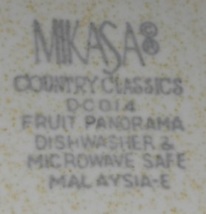 MIKASA®
COUNTRY CLASSICS
DC014
FRUIT PANORAMA
DISHWASHER &
MICROWAVE SAFE
MALAYSIA-E